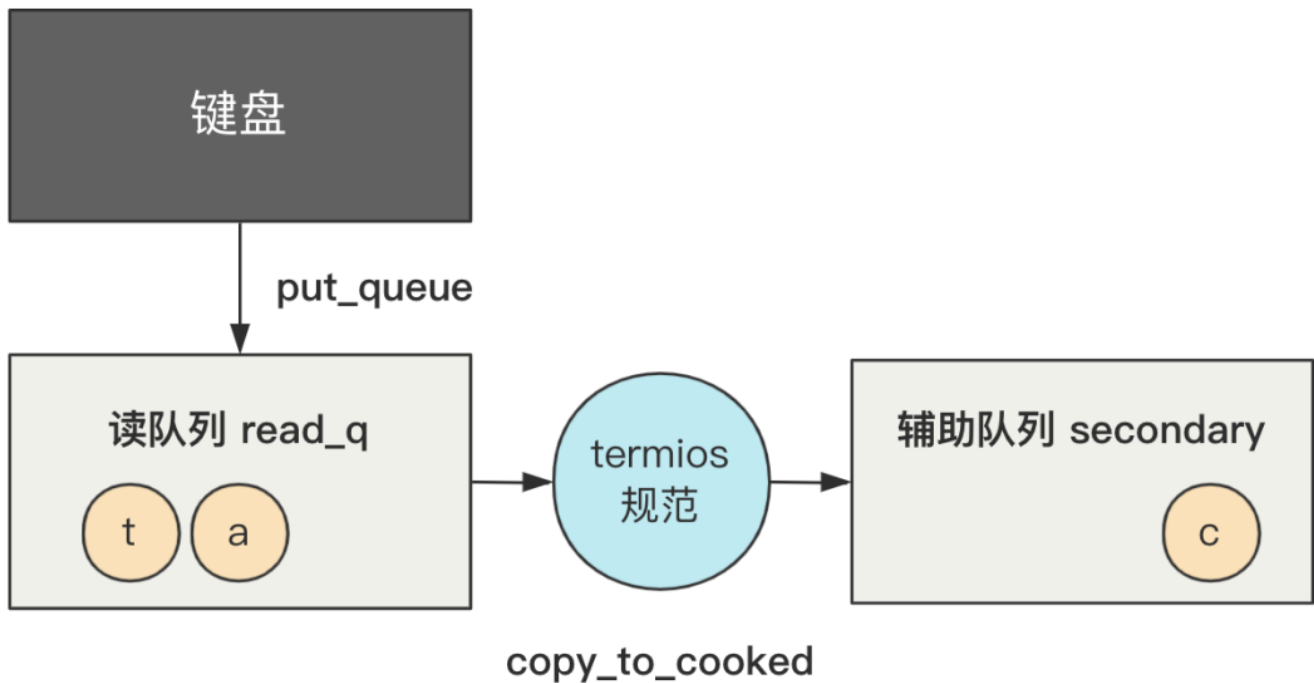 键盘
put_queue
读队列 read_q
t
a
termios
规范
辅助队列 secondary
c
copy_to_cooked